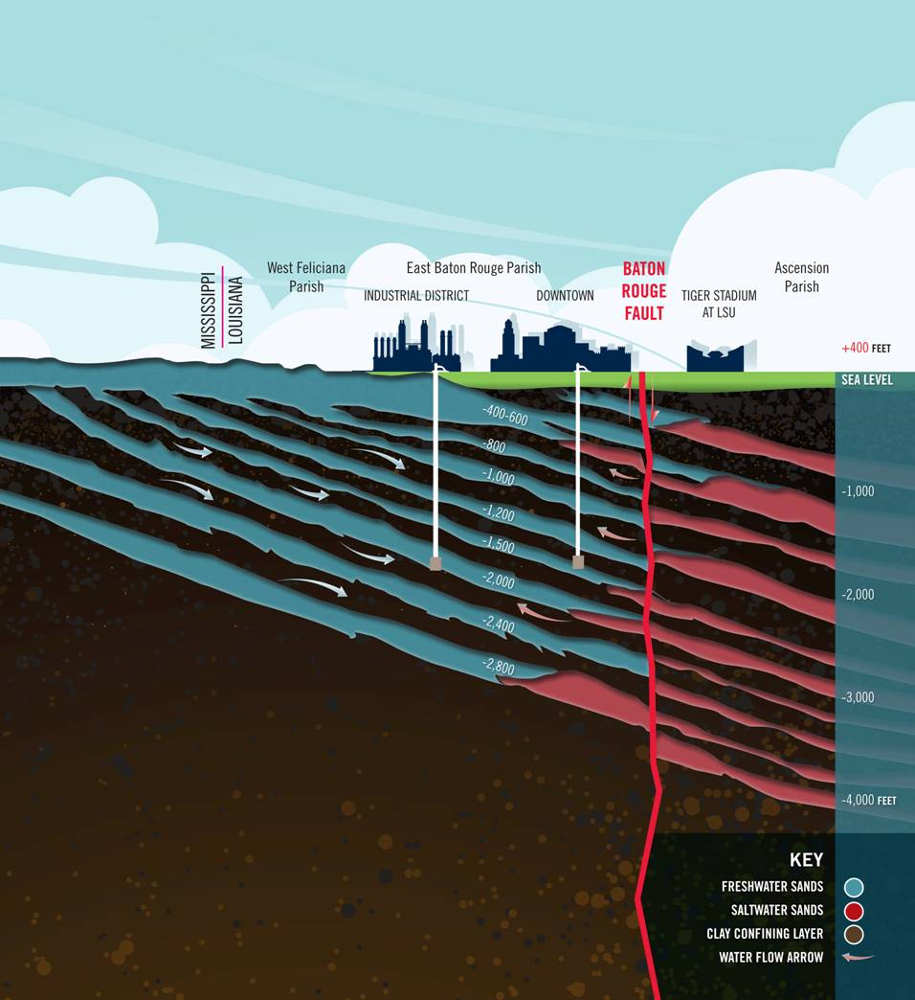 MISSISSIPPI
LOUISIANA
West Feliciana
Parish
East Baton Rouge Parish
INDUSTRIAL DISTRICT
DOWNTOWN
BATON
ROUGE
FAULT
TIGER STADIUM
AT LSU
Ascension
Parish
+400 FEET
SEA LEVEL
-400-600
-800
-1,000
-1,200
-1,500
-2,000
-2,400
-2,800
-1,000
-2,000
-3,000
-4,000 FEET
KEY
FRESHWATER SANDS
SALTWATER SANDS
CLAY CONFINING LAYER
WATER FLOW ARROW